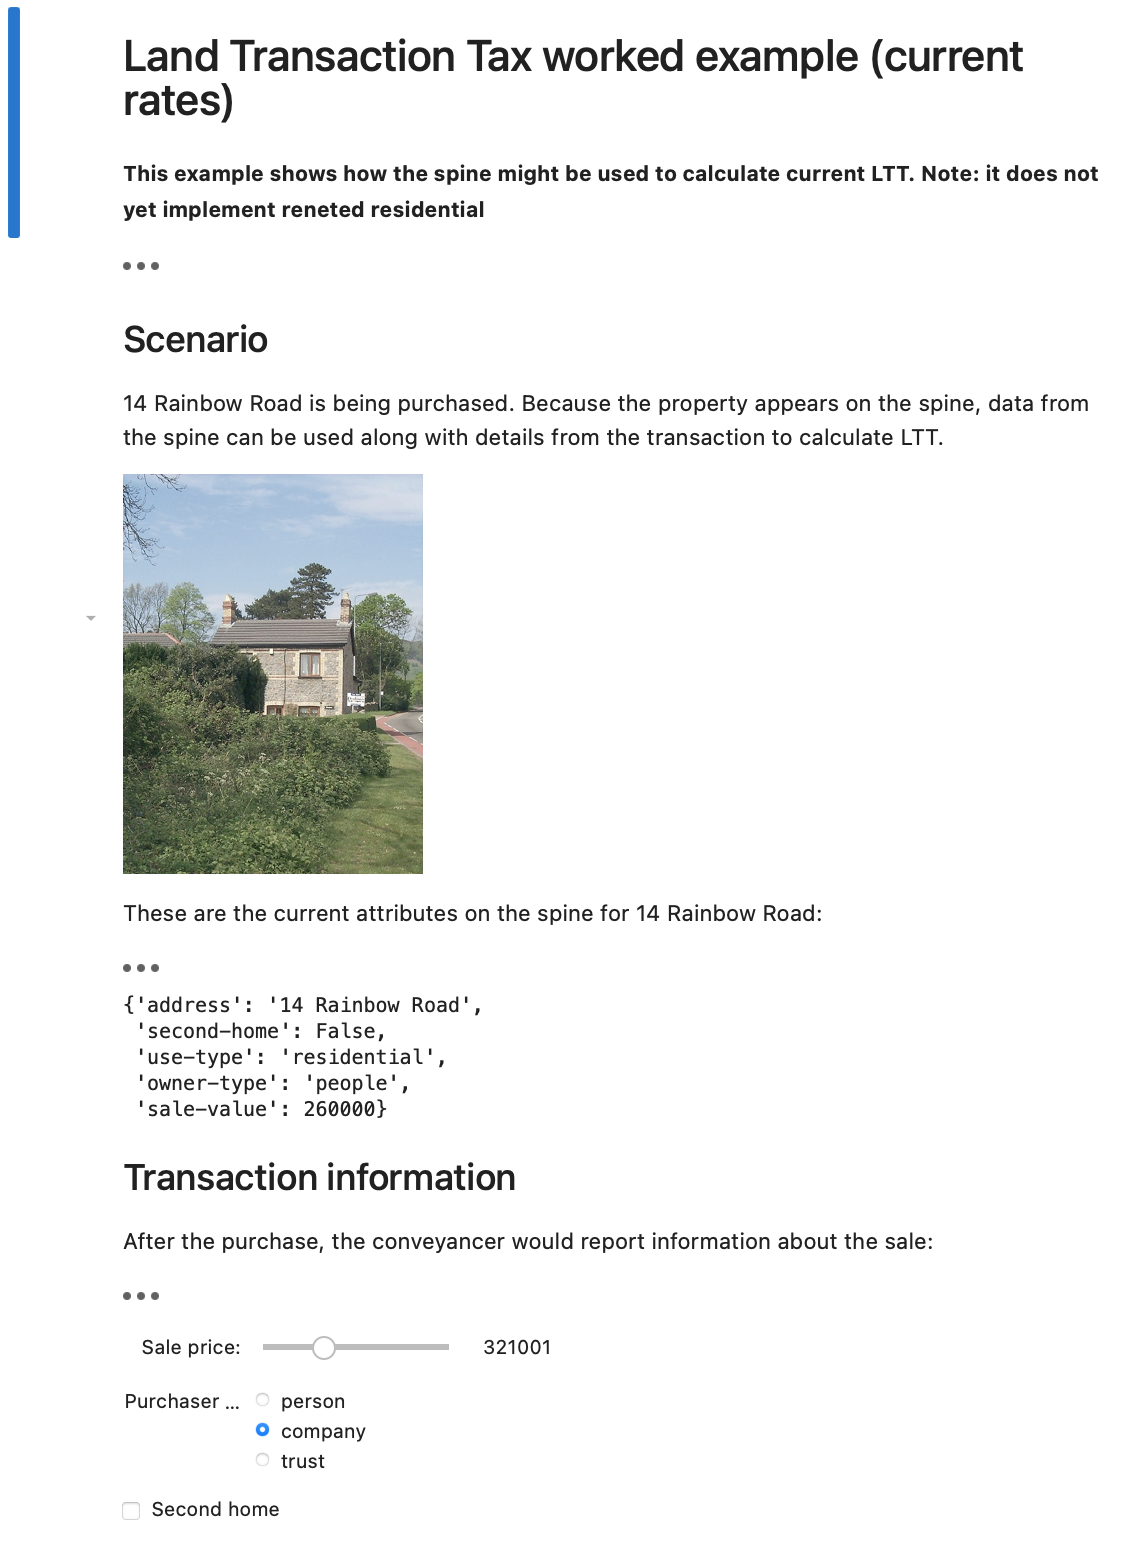 Land Transaction Tax worked example (current
rates)
This example shows how the spine might be used to calculate current LTT. Note: it does not
yet implement reneted residential
Scenario
14 Rainbow Road is being purchased. Because the property appears on the spine, data from
the spine can be used along with details from the transaction to calculate LTT.
These are the current attributes on the spine for 14 Rainbow Road:
{'address': '14 Rainbow Road',
 'second-home': False,
 'use-type': 'residential',
 'owner-type': 'people',
 'sale-value': 260000}
Transaction information
After the purchase, the conveyancer would report information about the sale:
Sale price: 321001
Purchaser ... person
company
trust
Second home